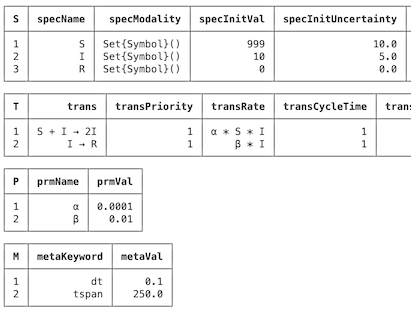 S specName specModality specInitVal specInitUncertainty
1 S Set{Symbol}() 999 10.0
2 I Set{Symbol}() 10 5.0
3 R Set{Symbol}() 0 0.0
T trans transPriority transRate transCycleTime trans
1 S + I → 2I 1 α * S * I 1
2 I → R 1 β * I 1
P prmName prmVal
1 α 0.0001
2 β 0.01
M metaKeyword metaVal
1 dt 0.1
2 tspan 250.0